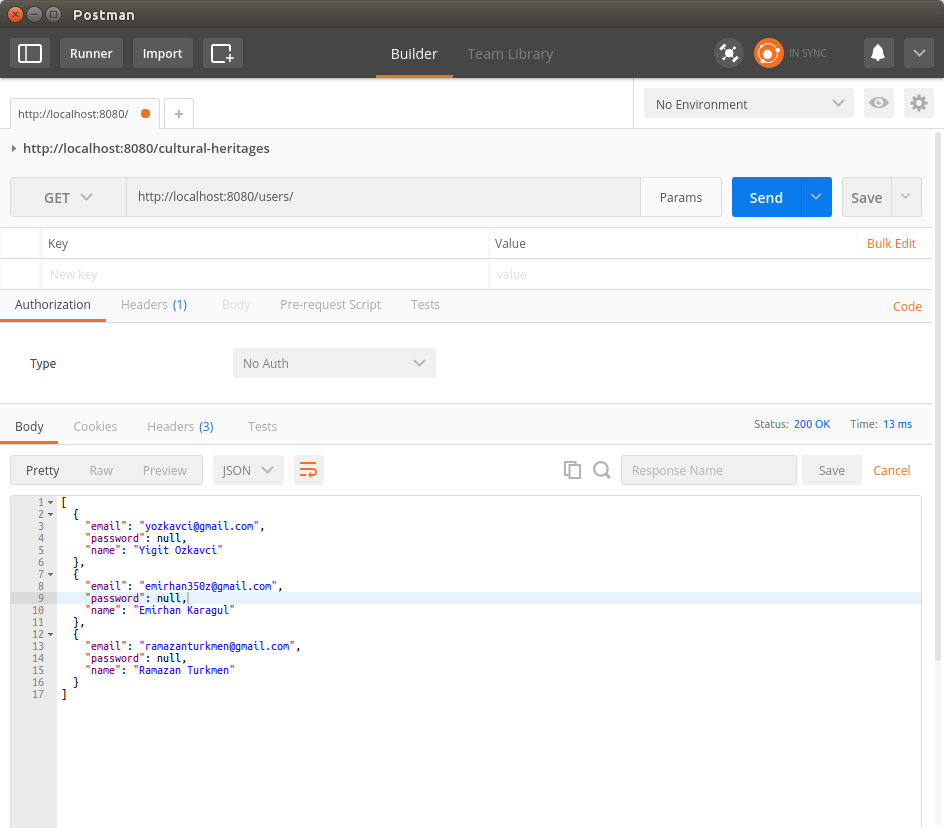 Postman
Runner Import Builder Team Library IN SYNC
http://localhost:8080/ + No Environment
http://localhost:8080/cultural-heritages
GET http://localhost:8080/users/ Params Send Save
Key Value Bulk Edit
New key value
Authorization Headers (1) Body Pre-request Script Tests Code
Type No Auth
Body Cookies Headers (3) Tests Status: 200 OK Time: 13 ms
Pretty Raw Preview JSON Response Name Save Cancel
1 [
2 {
3 "email": "yozkavci@gmail.com",
4 "password": null,
5 "name": "Yigit Ozkavci"
6 },
7 {
8 "email": "emirhan350z@gmail.com",
9 "password": null,
10 "name": "Emirhan Karagul"
11 },
12 {
13 "email": "ramazanturkmen@gmail.com",
14 "password": null,
15 "name": "Ramazan Turkmen"
16 }
17 ]